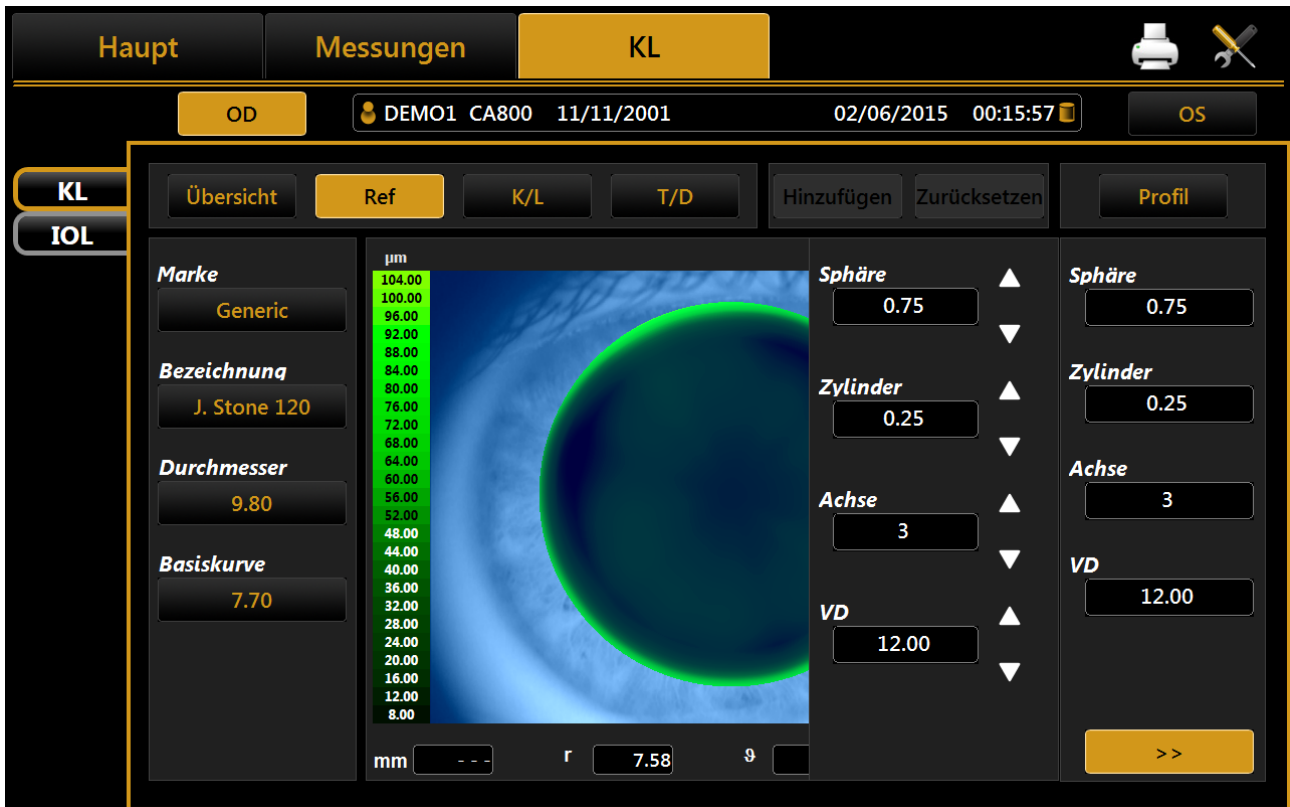 Haupt Messungen KL
OD DEMO1 CA800 11/11/2001 02/06/2015 00:15:57 OS
KL
IOL
Übersicht Ref K/L T/D Hinzufügen Zurücksetzen Profil
Marke
Generic
Bezeichnung
J. Stone 120
Durchmesser
9.80
Basiskurve
7.70
µm
104.00
100.00
96.00
92.00
88.00
84.00
80.00
76.00
72.00
68.00
64.00
60.00
56.00
52.00
48.00
44.00
40.00
36.00
32.00
28.00
24.00
20.00
16.00
12.00
8.00
mm - - - r 7.58 ϑ
Sphäre
0.75
Zylinder
0.25
Achse
3
VD
12.00
Sphäre
0.75
Zylinder
0.25
Achse
3
VD
12.00
>>